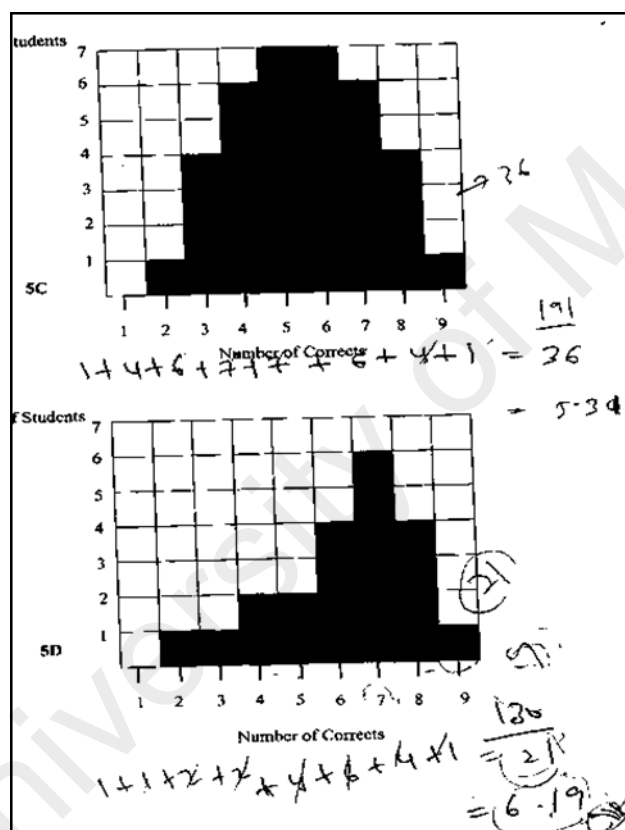 tudents
7
6
5
4
3
2
1
36
5C
1 2 3 4 5 6 7 8 9
Number of Corrects
191
1 + 4 + 6 + 7 + 7 + 6 + 4 + 1 = 36
= 5.30
f Students
7
6
5
4
3
2
1
21
5D
1 2 3 4 5 6 7 8 9
Number of Corrects
130
1 + 1 + 2 + 2 + 4 + 6 + 4 + 1 = 21
= 6.19
University of M